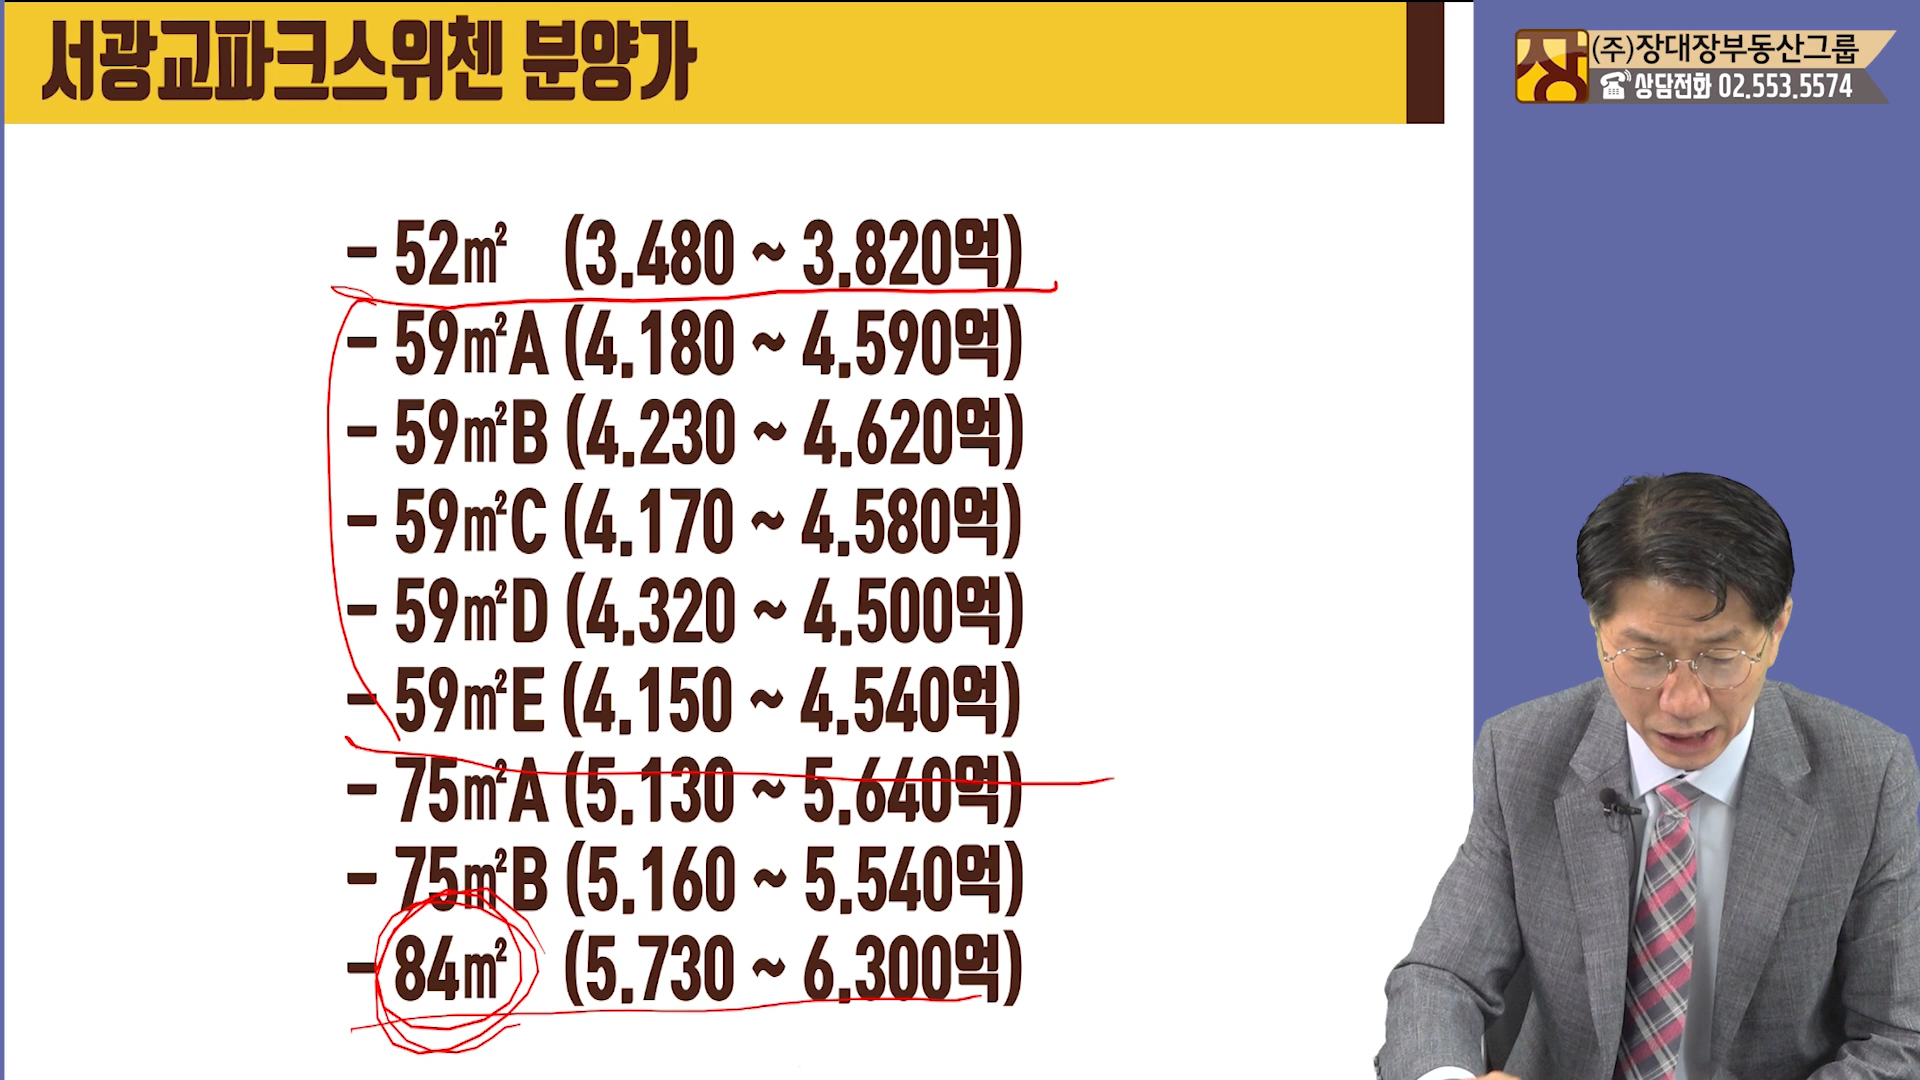 서광교파크스위첸 분양가
(주)장대장부동산그룹
상담전화 02.553.5574
- 52㎡ (3.480 ~ 3.820억)
- 59㎡A (4.180 ~ 4.590억)
- 59㎡B (4.230 ~ 4.620억)
- 59㎡C (4.170 ~ 4.580억)
- 59㎡D (4.320 ~ 4.500억)
- 59㎡E (4.150 ~ 4.540억)
- 75㎡A (5.130 ~ 5.640억)
- 75㎡B (5.160 ~ 5.540억)
- 84㎡ (5.730 ~ 6.300억)